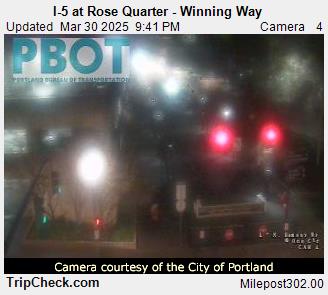 I-5 at Rose Quarter - Winning Way
Updated Mar 30 2025 9:41 PM Camera 4
PBOT
PORTLAND BUREAU OF TRANSPORTATION
Camera courtesy of the City of Portland
TripCheck.com Milepost302.00